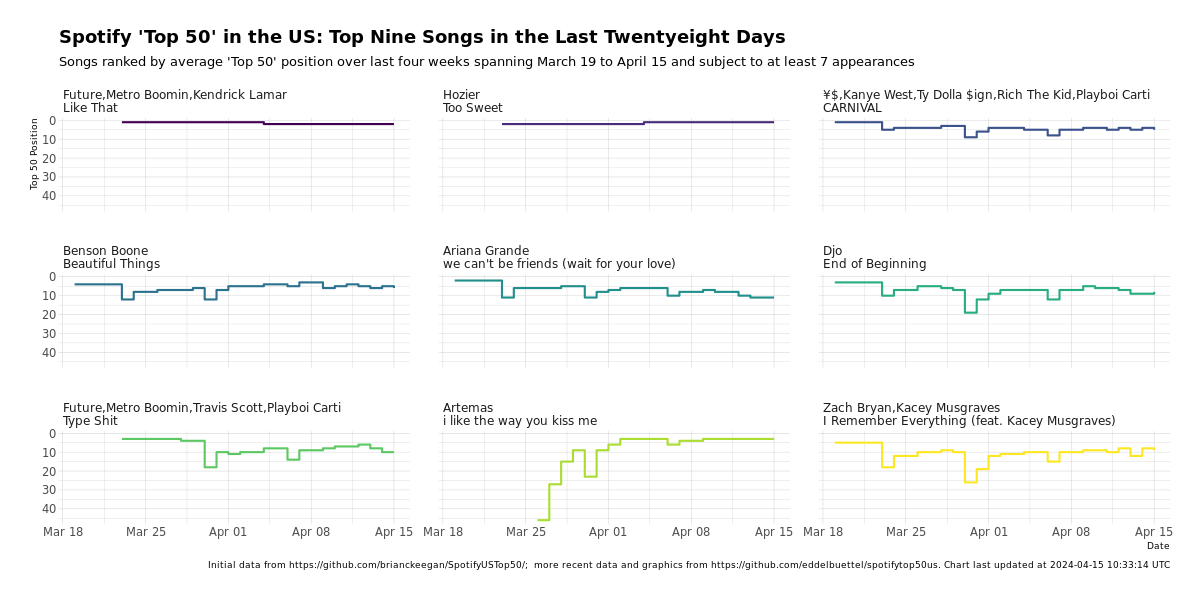 Spotify 'Top 50' in the US: Top Nine Songs in the Last Twentyeight Days
Songs ranked by average 'Top 50' position over last four weeks spanning March 19 to April 15 and subject to at least 7 appearances
Future,Metro Boomin,Kendrick Lamar
Like That
Hozier
Too Sweet
¥$,Kanye West,Ty Dolla $ign,Rich The Kid,Playboi Carti
CARNIVAL
Top 50 Position
0
10
20
30
40
Benson Boone
Beautiful Things
Ariana Grande
we can't be friends (wait for your love)
Djo
End of Beginning
0
10
20
30
40
Future,Metro Boomin,Travis Scott,Playboi Carti
Type Shit
Artemas
i like the way you kiss me
Zach Bryan,Kacey Musgraves
I Remember Everything (feat. Kacey Musgraves)
0
10
20
30
40
Mar 18 Mar 25 Apr 01 Apr 08 Apr 15 Mar 18 Mar 25 Apr 01 Apr 08 Apr 15 Mar 18 Mar 25 Apr 01 Apr 08 Apr 15
Date
Initial data from https://github.com/brianckeegan/SpotifyUSTop50/; more recent data and graphics from https://github.com/eddelbuettel/spotifytop50us. Chart last updated at 2024-04-15 10:33:14 UTC